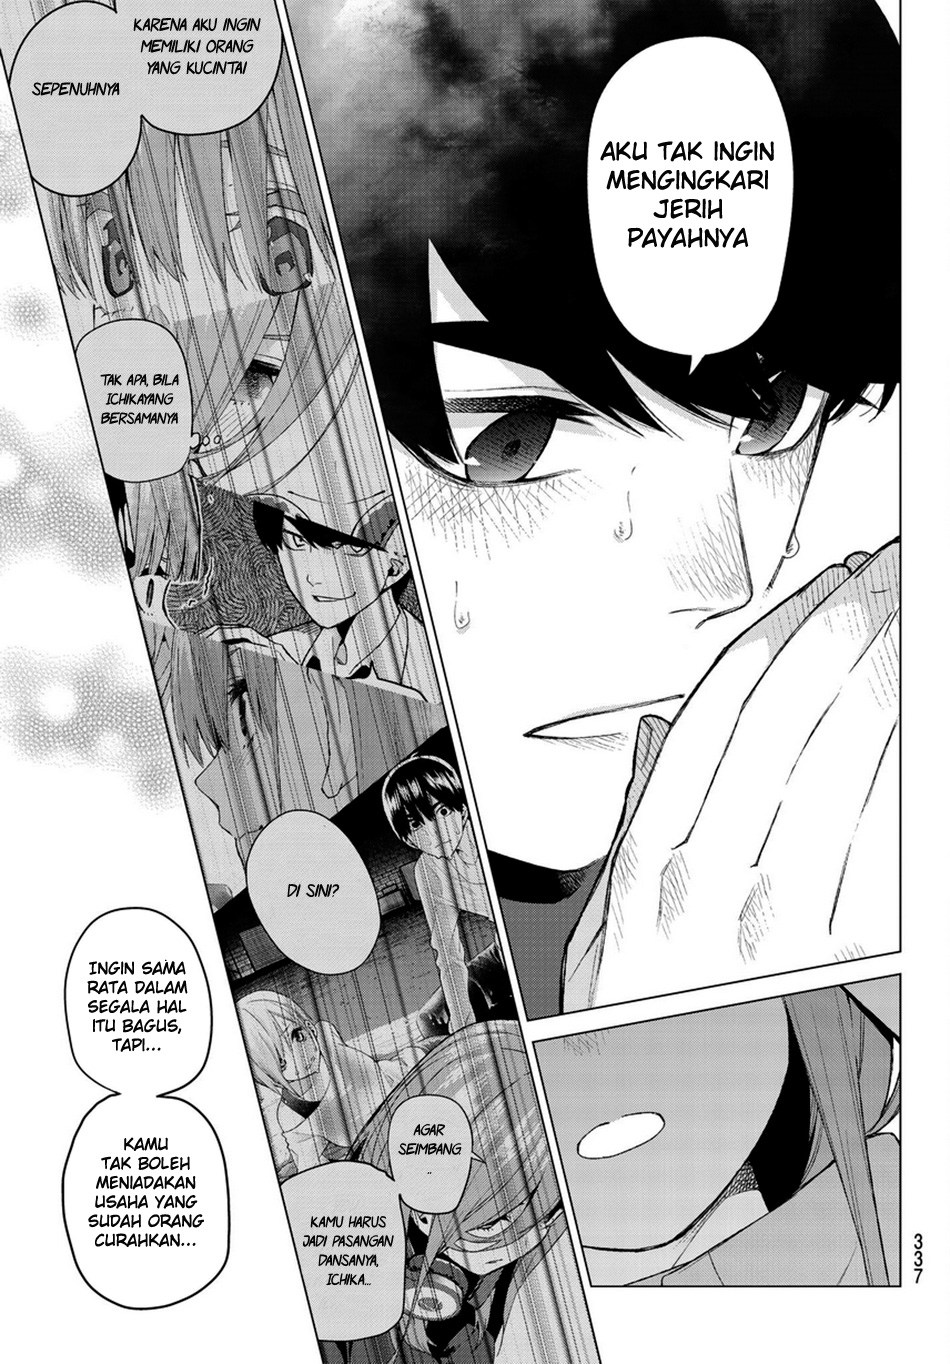 AKU TAK INGIN
MENGINGKARI
JERIH
PAYAHNYA
KARENA AKU INGIN
MEMILIKI ORANG
YANG KUCINTAI
SEPENUHNYA
TAK APA, BILA
ICHIKAYANG
BERSAMANYA
DI SINI?
AGAR
SEIMBANG
..
KAMU HARUS
JADI PASANGAN
DANSANYA,
ICHIKA...
INGIN SAMA
RATA DALAM
SEGALA HAL
ITU BAGUS,
TAPI...
KAMU
TAK BOLEH
MENIADAKAN
USAHA YANG
SUDAH ORANG
CURAHKAN...
337